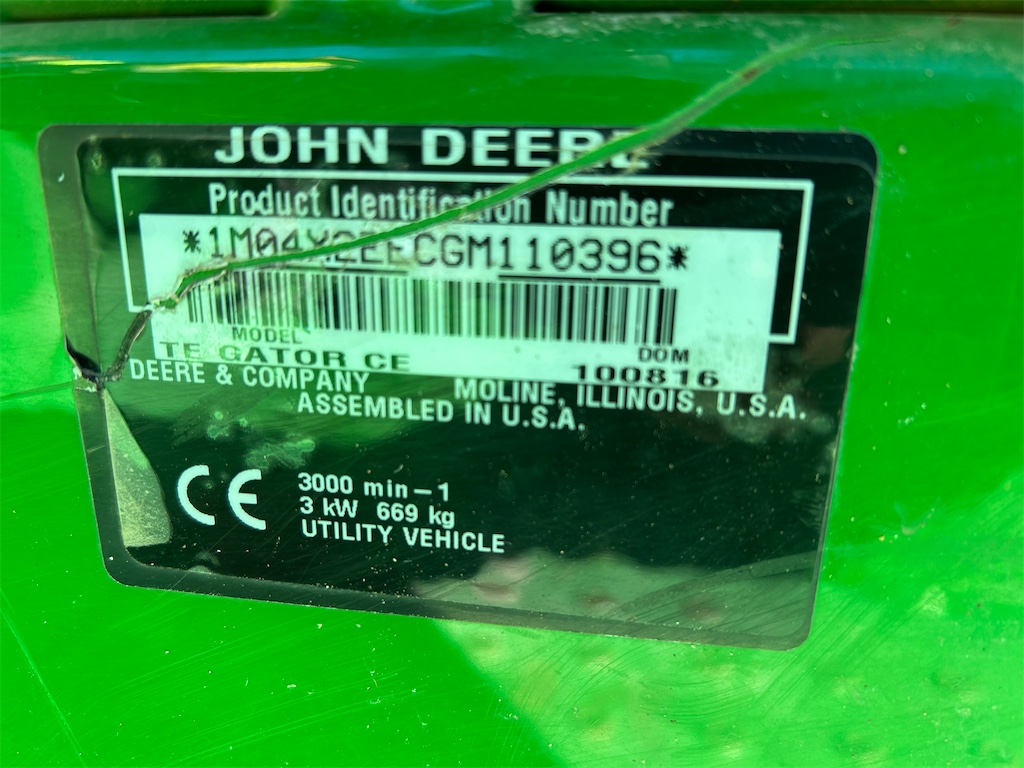 JOHN DEERE
Product Identification Number
*1M04X2EECGM110396*
MODEL
TE GATOR CE
DOM
100816
DEERE & COMPANY MOLINE, ILLINOIS, U.S.A.
ASSEMBLED IN U.S.A.
CE
3000 min-1
3 kW 669 kg
UTILITY VEHICLE